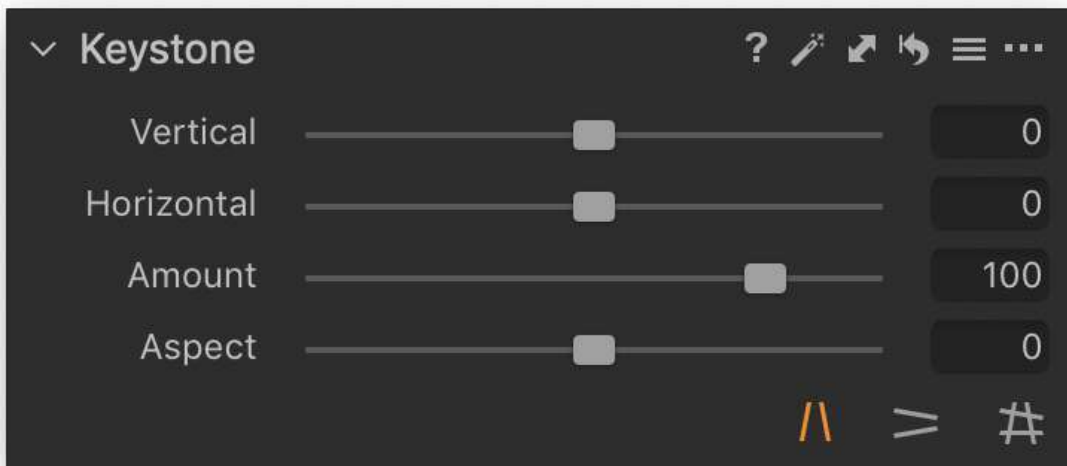 Keystone ?
Vertical 0
Horizontal 0
Amount 100
Aspect 0